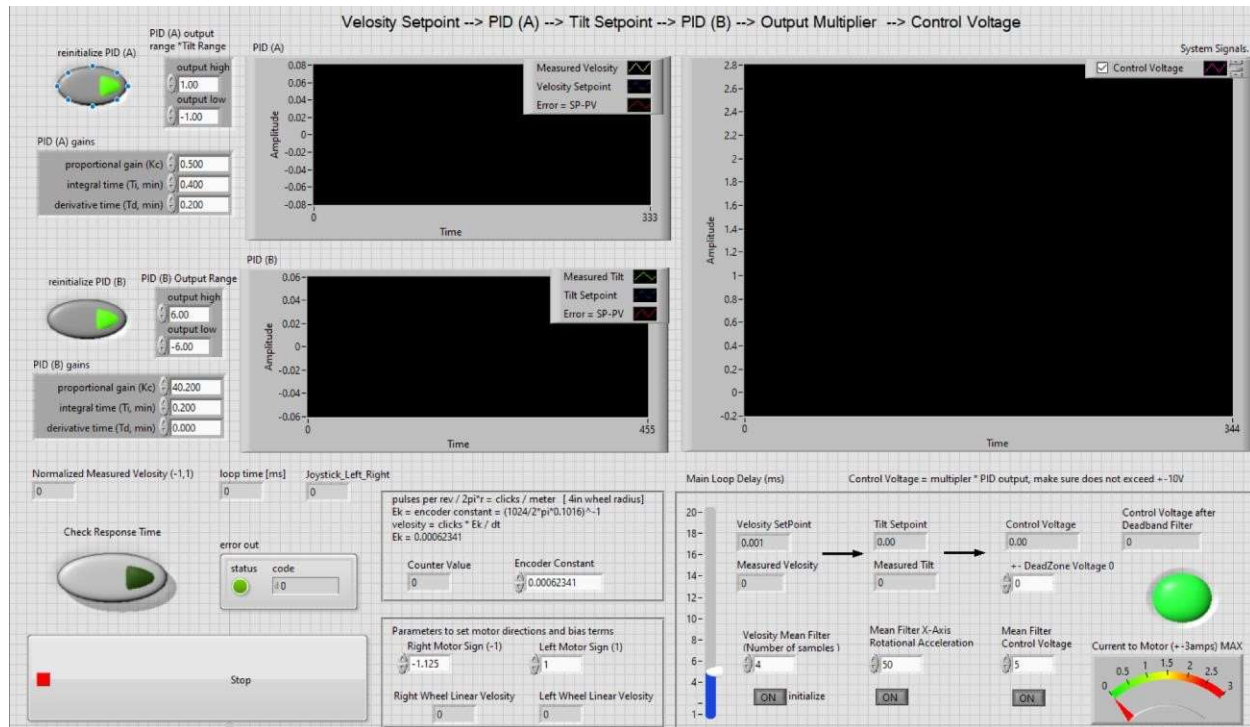 Velocity Setpoint --> PID (A) --> Tilt Setpoint --> PID (B) --> Output Multiplier --> Control Voltage
reinitialize PID (A)
PID (A) output
range *Tilt Range
output high
1.00
output low
-1.00
PID (A) gains
proportional gain (Kc) 0.500
integral time (Ti, min) 0.400
derivative time (Td, min) 0.200
PID (A)
Measured Velocity
Velocity Setpoint
Error = SP-PV
Amplitude
0.08
0.06
0.04
0.02
0
-0.02
-0.04
-0.06
-0.08
0
333
Time
System Signals.
Control Voltage
Amplitude
2.8
2.6
2.4
2.2
2
1.8
1.6
1.4
1.2
1
0.8
0.6
0.4
0.2
0
-0.2
0
344
Time
reinitialize PID (B)
PID (B) Output Range
output high
6.00
output low
-6.00
PID (B) gains
proportional gain (Kc) 40.200
integral time (Ti, min) 0.200
derivative time (Td, min) 0.000
PID (B)
Measured Tilt
Tilt Setpoint
Error = SP-PV
Amplitude
0.06
0.04
0.02
0
-0.02
-0.04
-0.06
0
455
Time
Normalized Measured Velocity (-1,1)
0
loop time [ms]
0
Joystick_Left_Right
0
Check Response Time
error out
status
code
0
Stop
pulses per rev / 2pi*r = clicks / meter [ 4in wheel radius]
Ek = encoder constant = (1024/2*pi*0.1016)^-1
velocity = clicks * Ek / dt
Ek = 0.00062341
Counter Value
0
Encoder Constant
0.00062341
Parameters to set motor directions and bias terms
Right Motor Sign (-1)
-1.125
Left Motor Sign (1)
1
Right Wheel Linear Velocity
0
Left Wheel Linear Velocity
0
Main Loop Delay (ms)
20
18
16
14
12
10
8
6
4
1
Control Voltage = multipler * PID output, make sure does not exceed +-10V
Velocity SetPoint
0.001
Measured Velocity
0
Tilt Setpoint
0.00
Measured Tilt
0
Control Voltage
0.00
+- DeadZone Voltage 0
0
Control Voltage after
Deadband Filter
0
Velocity Mean Filter
(Number of samples )
4
ON initialize
Mean Filter X-Axis
Rotational Acceleration
50
ON
Mean Filter
Control Voltage
5
ON
Current to Motor (+-3amps) MAX
0
0.5
1
1.5
2
2.5
3